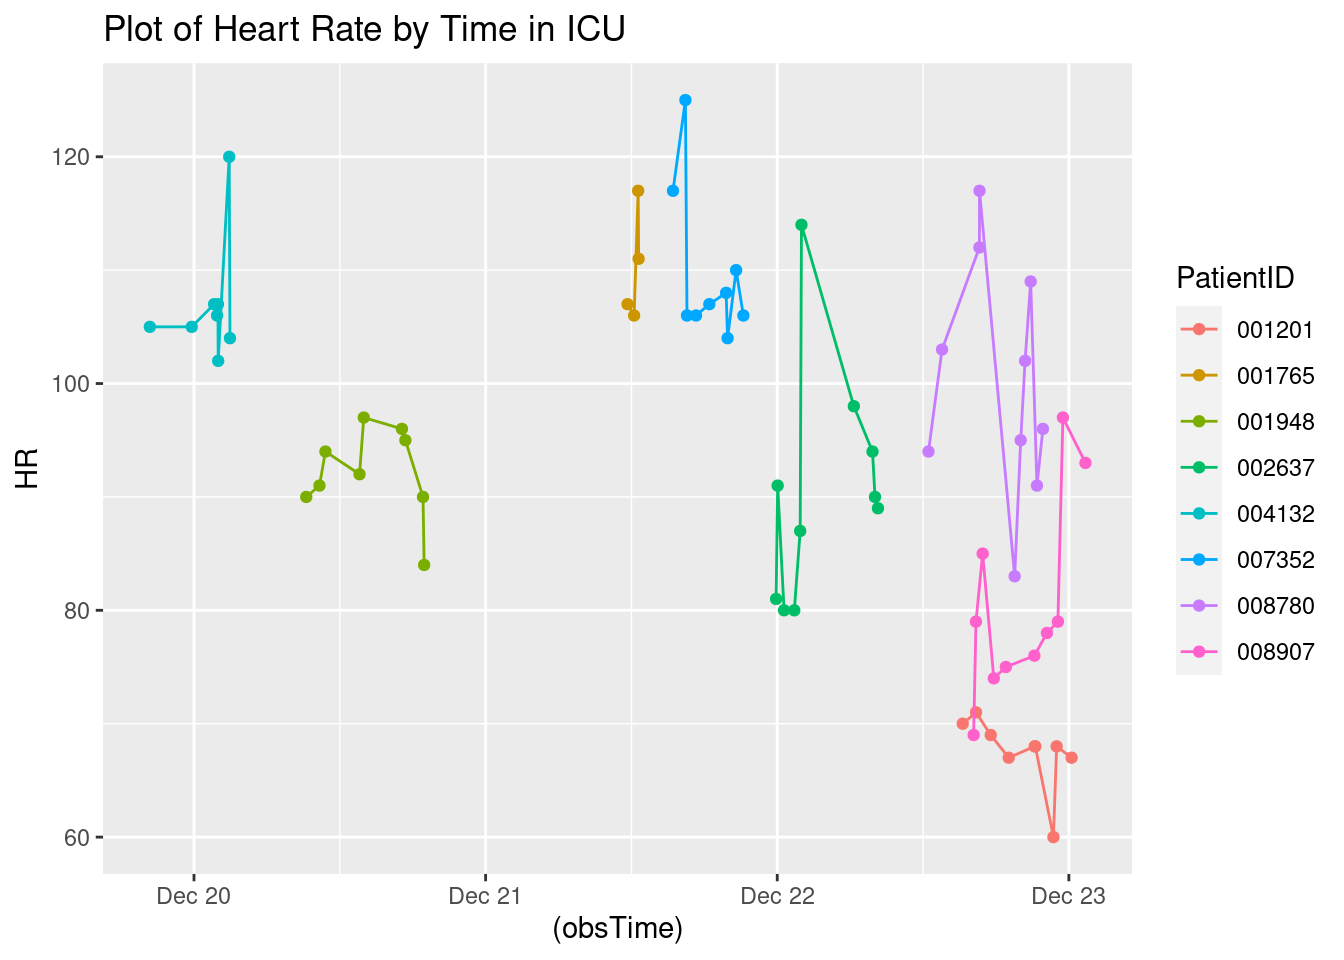 Plot of Heart Rate by Time in ICU
HR
120
100
80
60
Dec 20
Dec 21
Dec 22
Dec 23
(obsTime)
PatientID
001201
001765
001948
002637
004132
007352
008780
008907